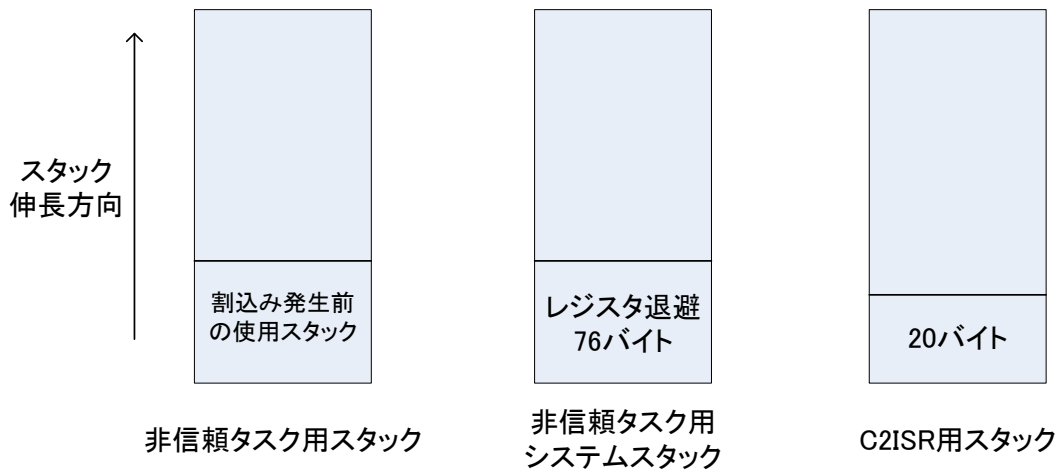 スタック
伸長方向
割込み発生前
の使用スタック
レジスタ退避
76バイト
20バイト
非信頼タスク用スタック
非信頼タスク用
システムスタック
C2ISR用スタック